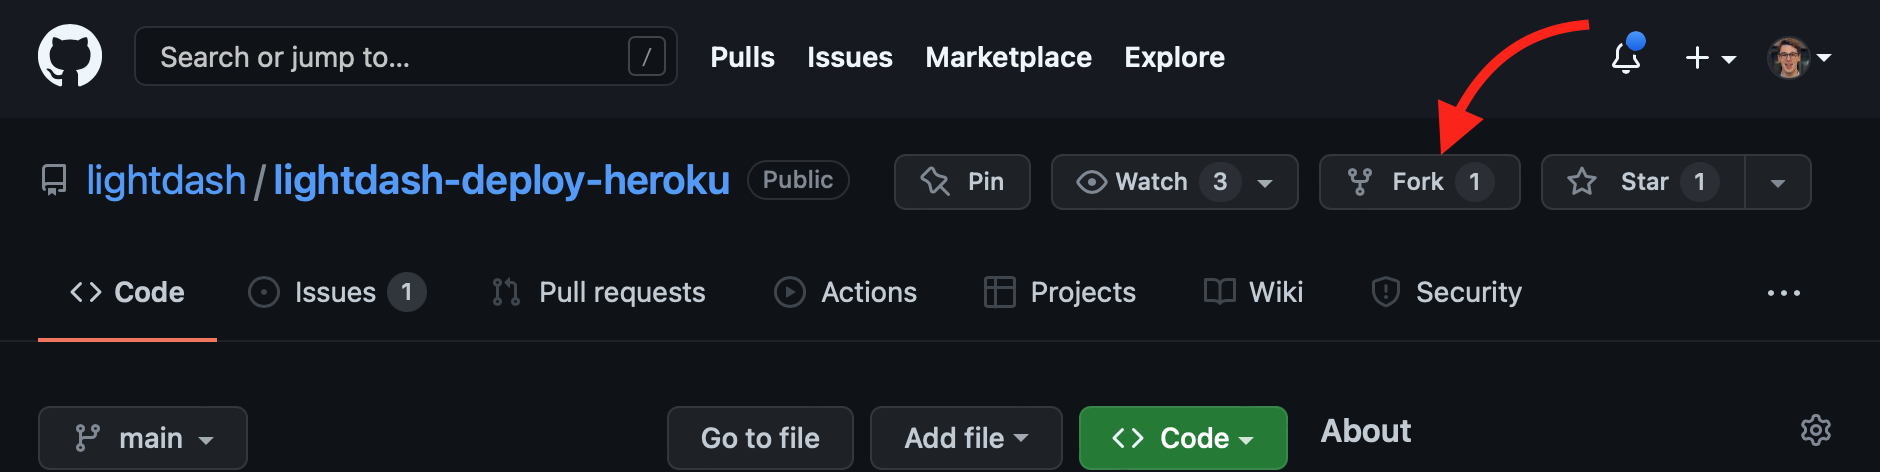 Search or jump to... / Pulls Issues Marketplace Explore
lightdash / lightdash-deploy-heroku Public Pin Watch 3 Fork 1 Star 1
Code Issues 1 Pull requests Actions Projects Wiki Security
main Go to file Add file Code About